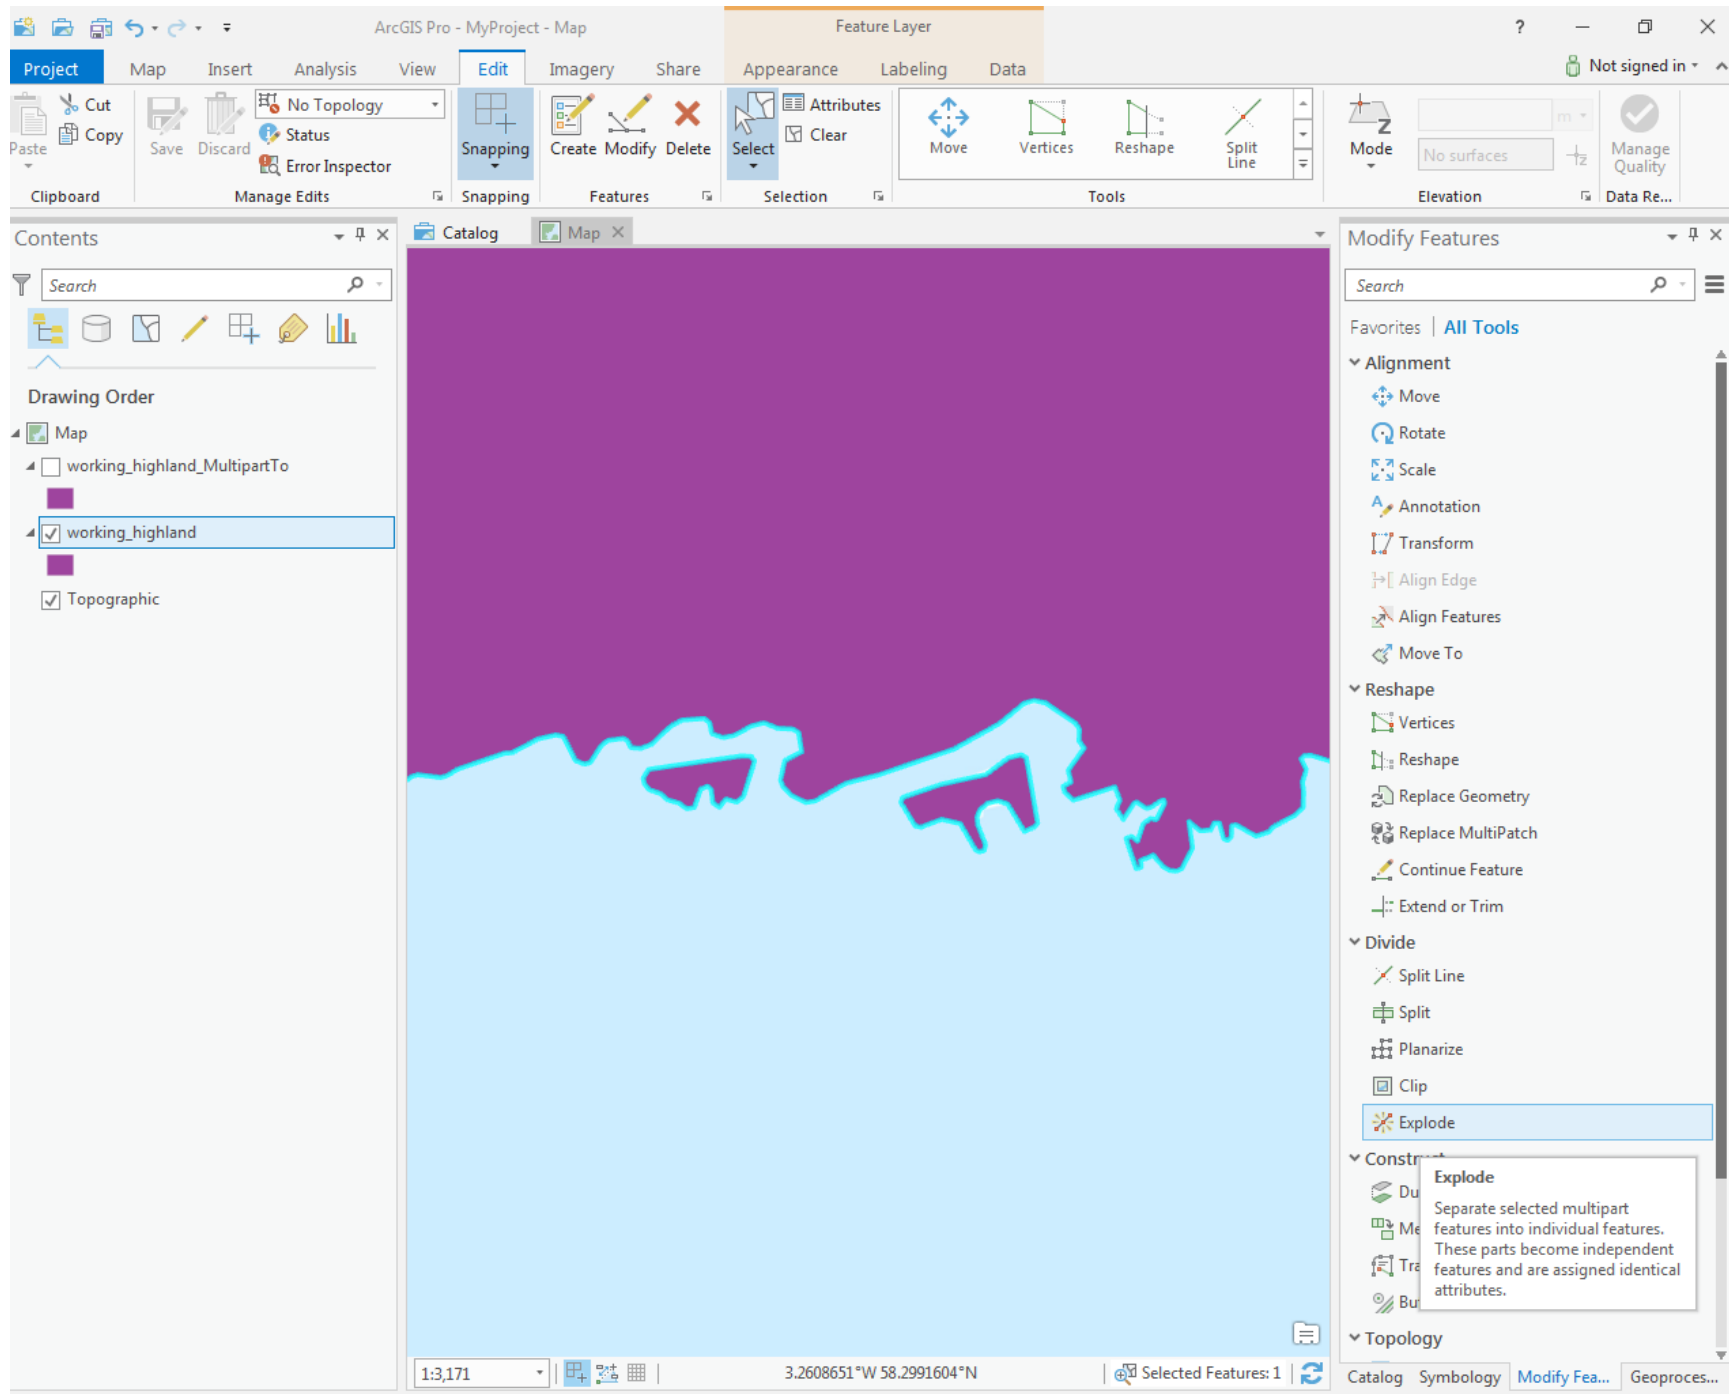 ArcGIS Pro - MyProject - Map
Feature Layer
?
Project Map Insert Analysis View Edit Imagery Share Appearance Labeling Data
Not signed in
Paste
Cut
Copy
Clipboard
Save
Discard
No Topology
Status
Error Inspector
Manage Edits
Snapping
Snapping
Create Modify Delete
Features
Select
Attributes
Clear
Selection
Move
Vertices
Reshape
Split
Line
Tools
Mode
m
No surfaces
Elevation
Manage
Quality
Data Re...
Contents
Search
Drawing Order
Map
working_highland_MultipartTo
working_highland
Topographic
Catalog
Map
1:3,171
3.2608651°W 58.2991604°N
Selected Features: 1
Modify Features
Search
Favorites | All Tools
Alignment
Move
Rotate
Scale
Annotation
Transform
Align Edge
Align Features
Move To
Reshape
Vertices
Reshape
Replace Geometry
Replace MultiPatch
Continue Feature
Extend or Trim
Divide
Split Line
Split
Planarize
Clip
Explode
Constr
Du
Me
Tra
Bu
Explode
Separate selected multipart
features into individual features.
These parts become independent
features and are assigned identical
attributes.
Topology
Catalog Symbology Modify Fea... Geoproces...